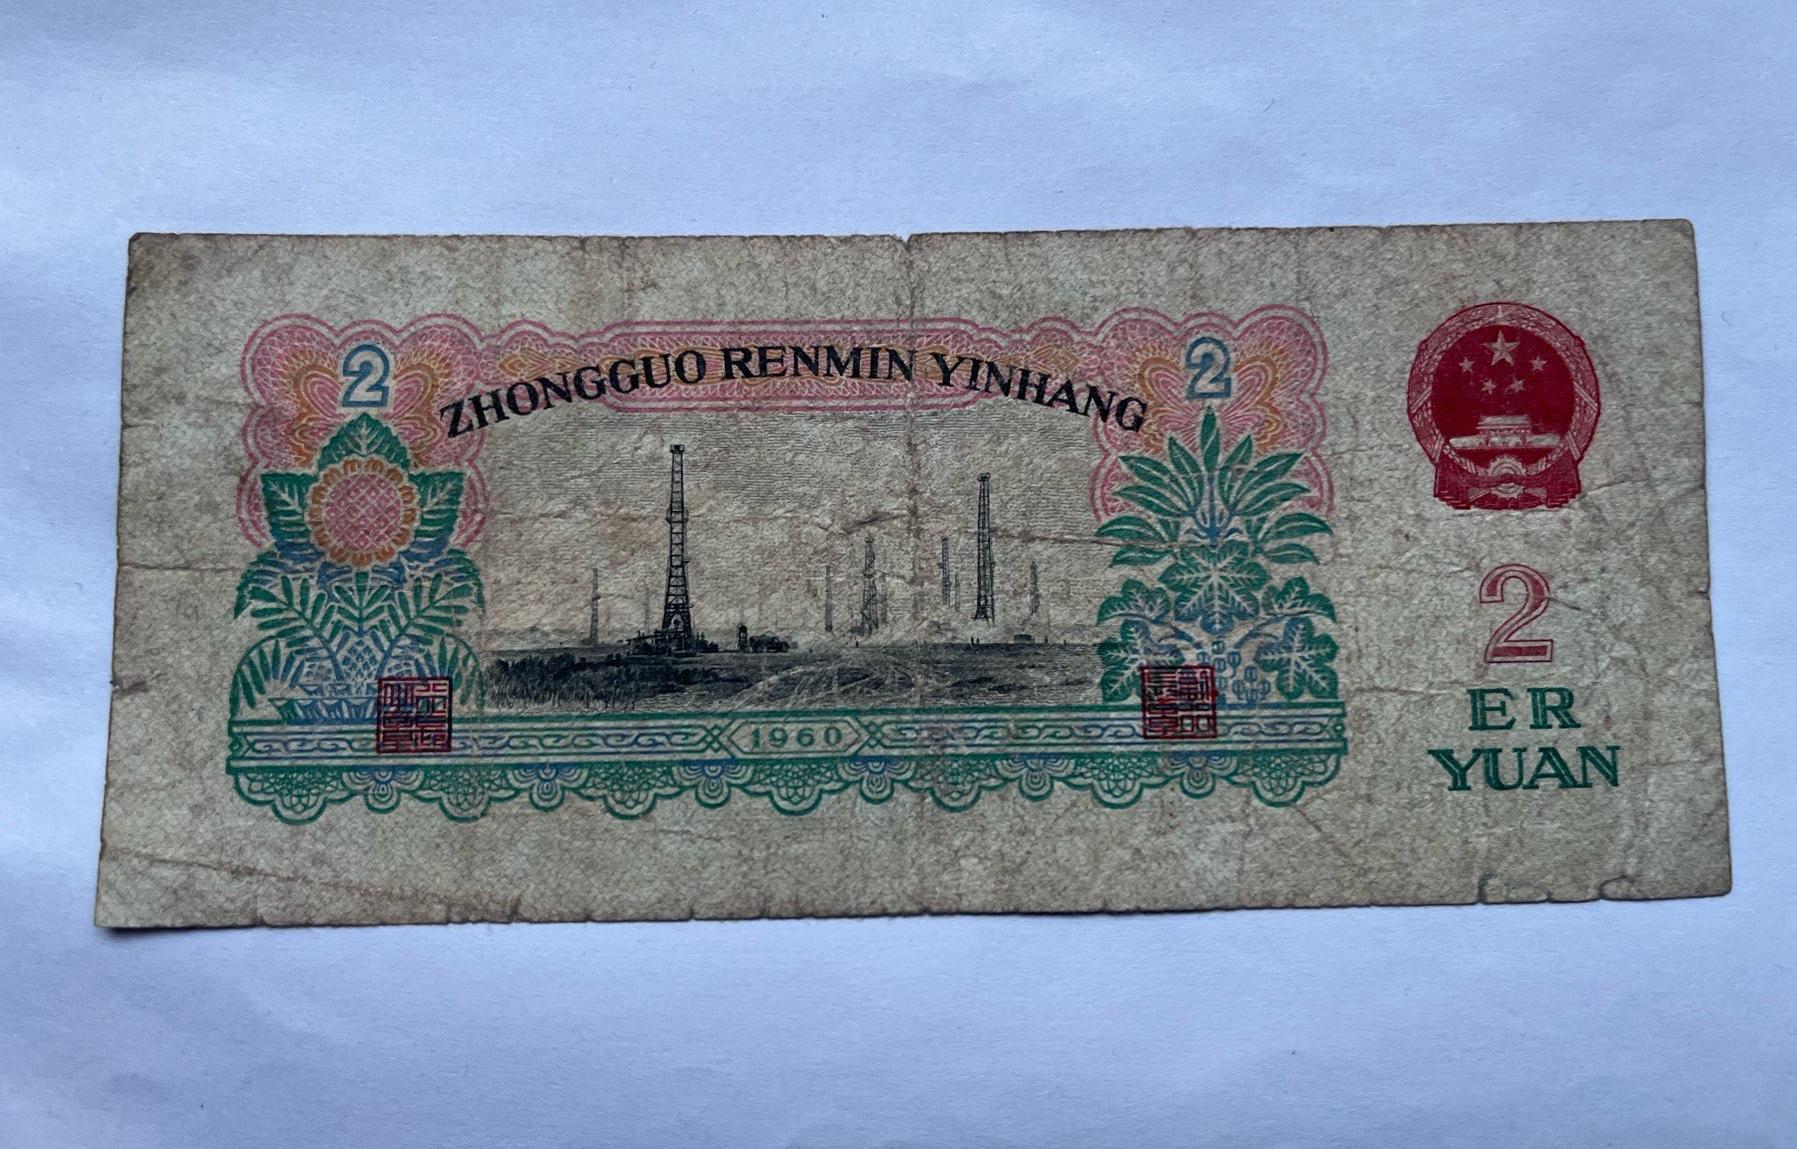 ZHONGGUO RENMIN YINHANG
2
2
1960
2
ER
YUAN